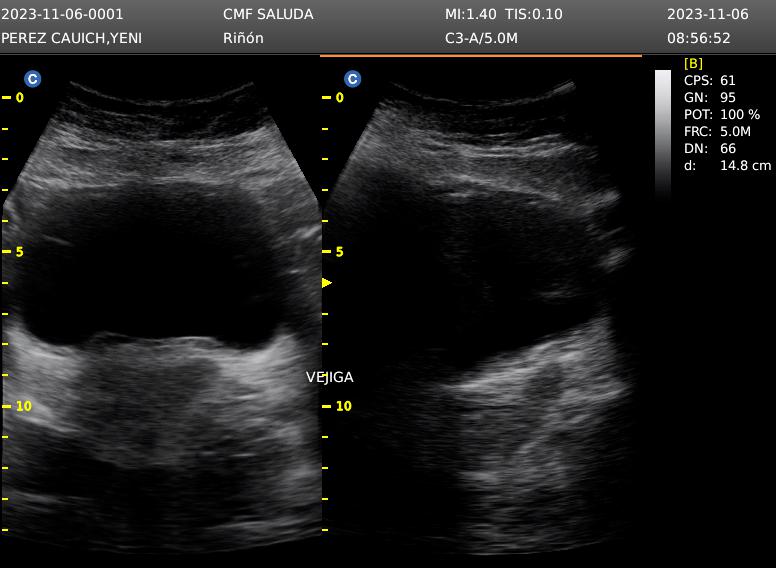 2023-11-06-0001 CMF SALUDA MI:1.40 TIS:0.10 2023-11-06
PEREZ CAUICH,YENI Riñón C3-A/5.0M 08:56:52
C C
[B]
CPS: 61
GN: 95
POT: 100 %
FRC: 5.0M
DN: 66
d: 14.8 cm
0 0
5 5
VEJIGA
10 10